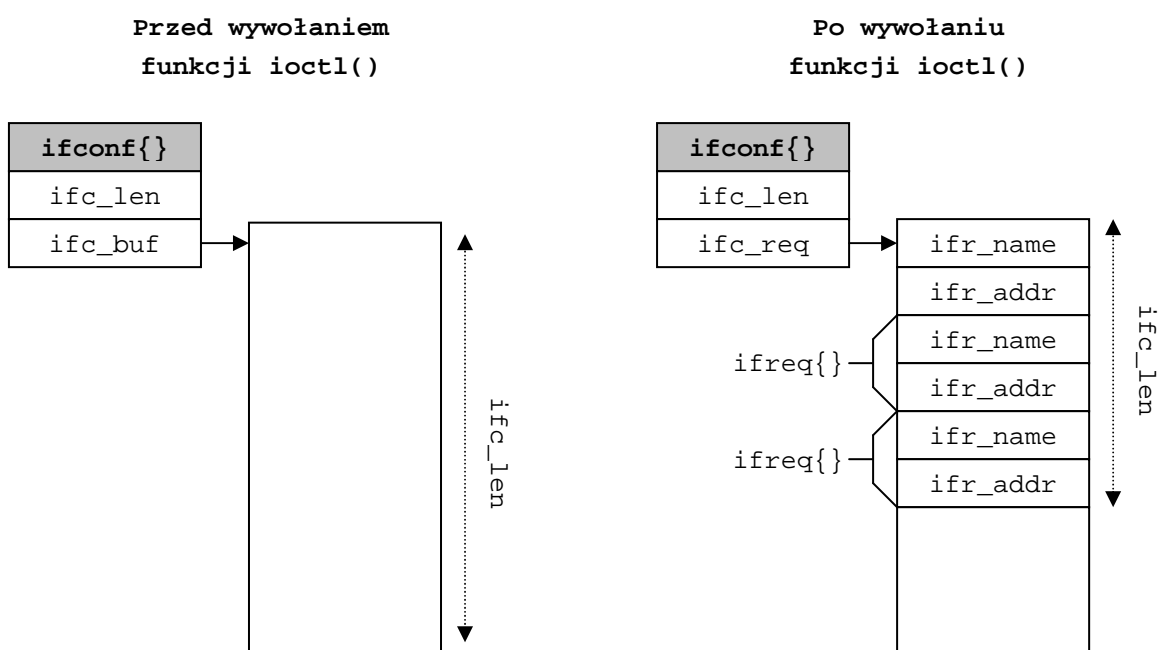 Przed wywołaniem
funkcji ioctl()
ifconf{}
ifc_len
ifc_buf
ifc_len
Po wywołaniu
funkcji ioctl()
ifconf{}
ifc_len
ifc_req
ifr_name
ifr_addr
ifr_name
ifr_addr
ifr_name
ifr_addr
ifreq{}
ifreq{}
ifc_len